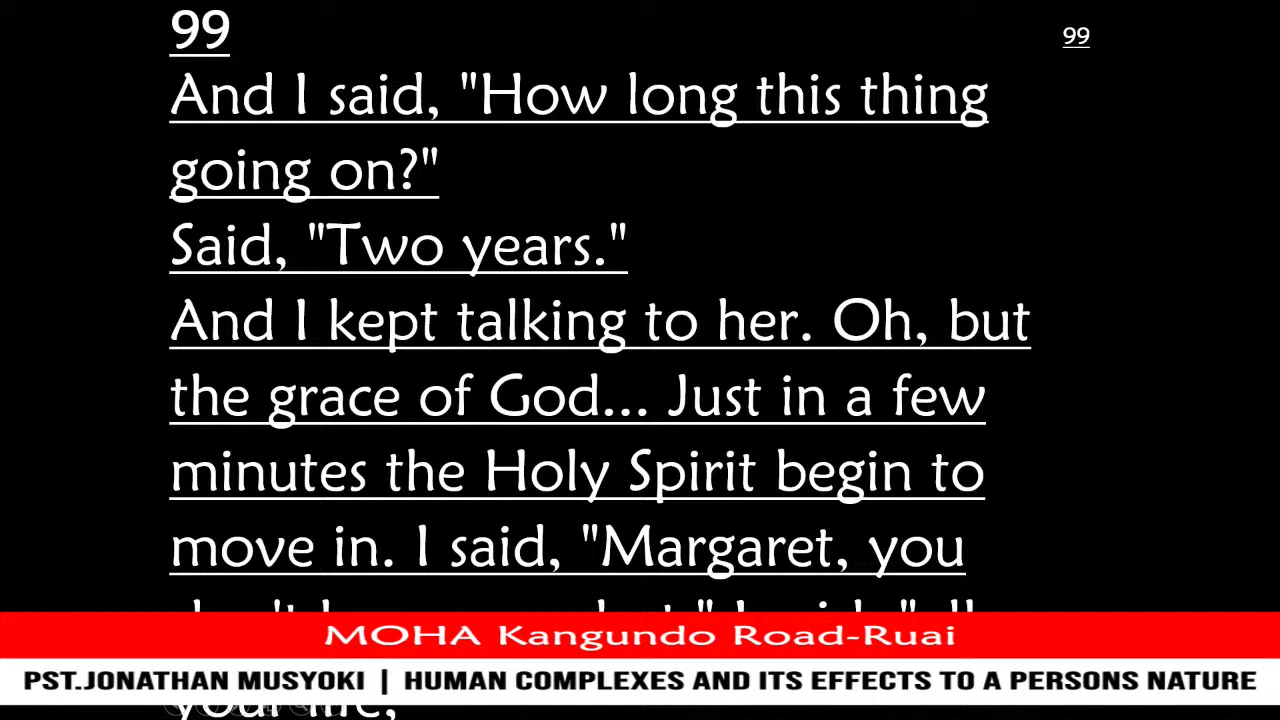 99
99
And I said, "How long this thing
going on?"
Said, "Two years."
And I kept talking to her. Oh, but
the grace of God... Just in a few
minutes the Holy Spirit begin to
move in. I said, "Margaret, you
MOHA Kangundo Road-Ruai
PST.JONATHAN MUSYOKI | HUMAN COMPLEXES AND ITS EFFECTS TO A PERSONS NATURE
your life,